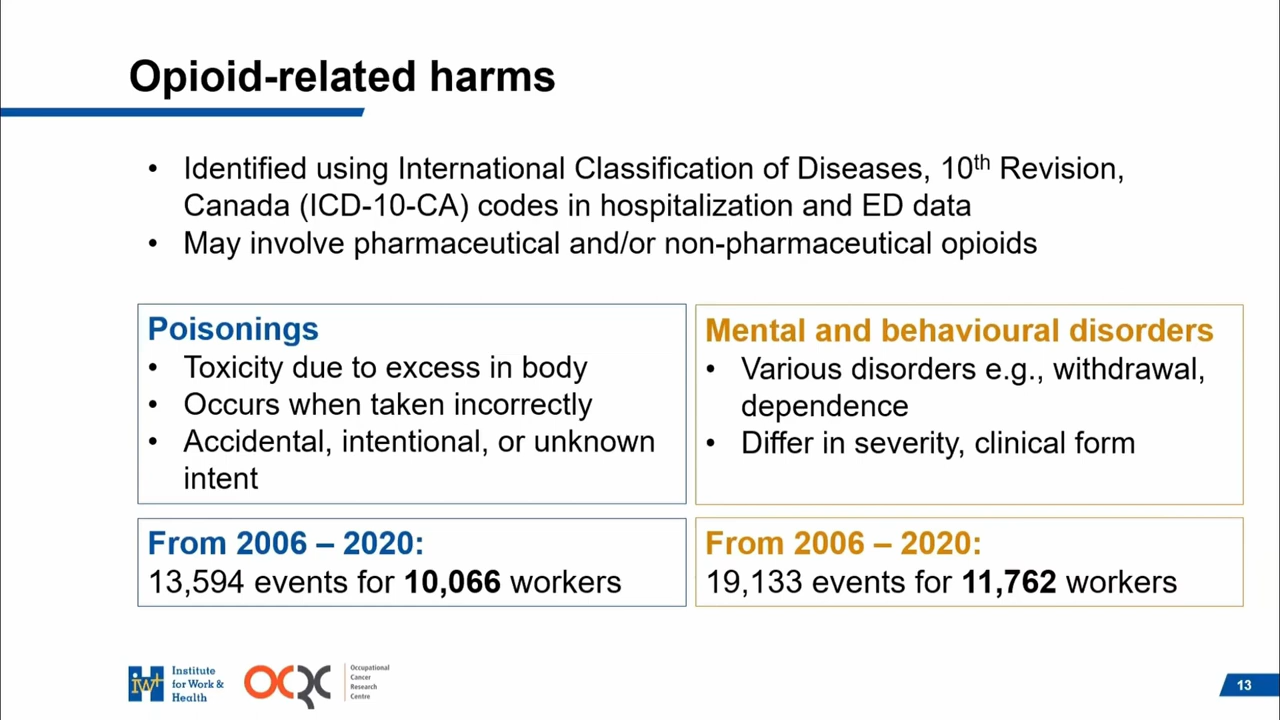 Opioid-related harms
• Identified using International Classification of Diseases, 10th Revision,
Canada (ICD-10-CA) codes in hospitalization and ED data
• May involve pharmaceutical and/or non-pharmaceutical opioids
Poisonings
• Toxicity due to excess in body
• Occurs when taken incorrectly
• Accidental, intentional, or unknown
intent
Mental and behavioural disorders
• Various disorders e.g., withdrawal,
dependence
• Differ in severity, clinical form
From 2006 – 2020:
13,594 events for 10,066 workers
From 2006 – 2020:
19,133 events for 11,762 workers
iwh
Institute
for Work &
Health
OCRC
Occupational
Cancer
Research
Centre
13